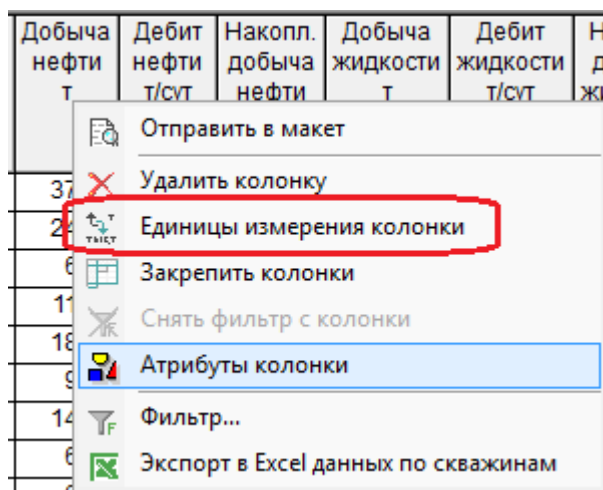 Добыча нефти т
Дебит нефти т/сут
Накопл. добыча нефти
Добыча жидкости т
Дебит жидкости т/сут
Отправить в макет
Удалить колонку
Единицы измерения колонки
Закрепить колонки
Снять фильтр с колонки
Атрибуты колонки
Фильтр...
Экспорт в Excel данных по скважинам